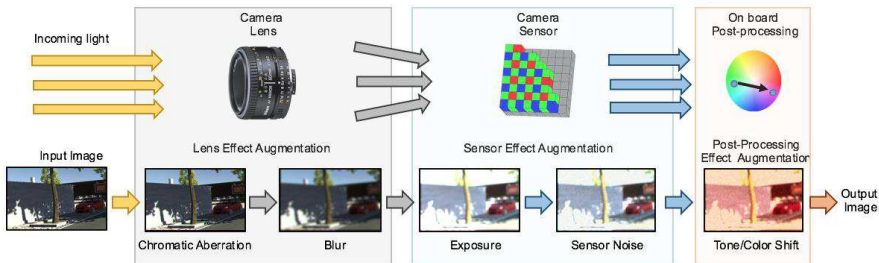 Camera
Lens
Camera
Sensor
On board
Post-processing
Incoming light
Input Image
Lens Effect Augmentation
Sensor Effect Augmentation
Post-Processing
Effect Augmentation
Output
Image
Chromatic Aberration
Blur
Exposure
Sensor Noise
Tone/Color Shift